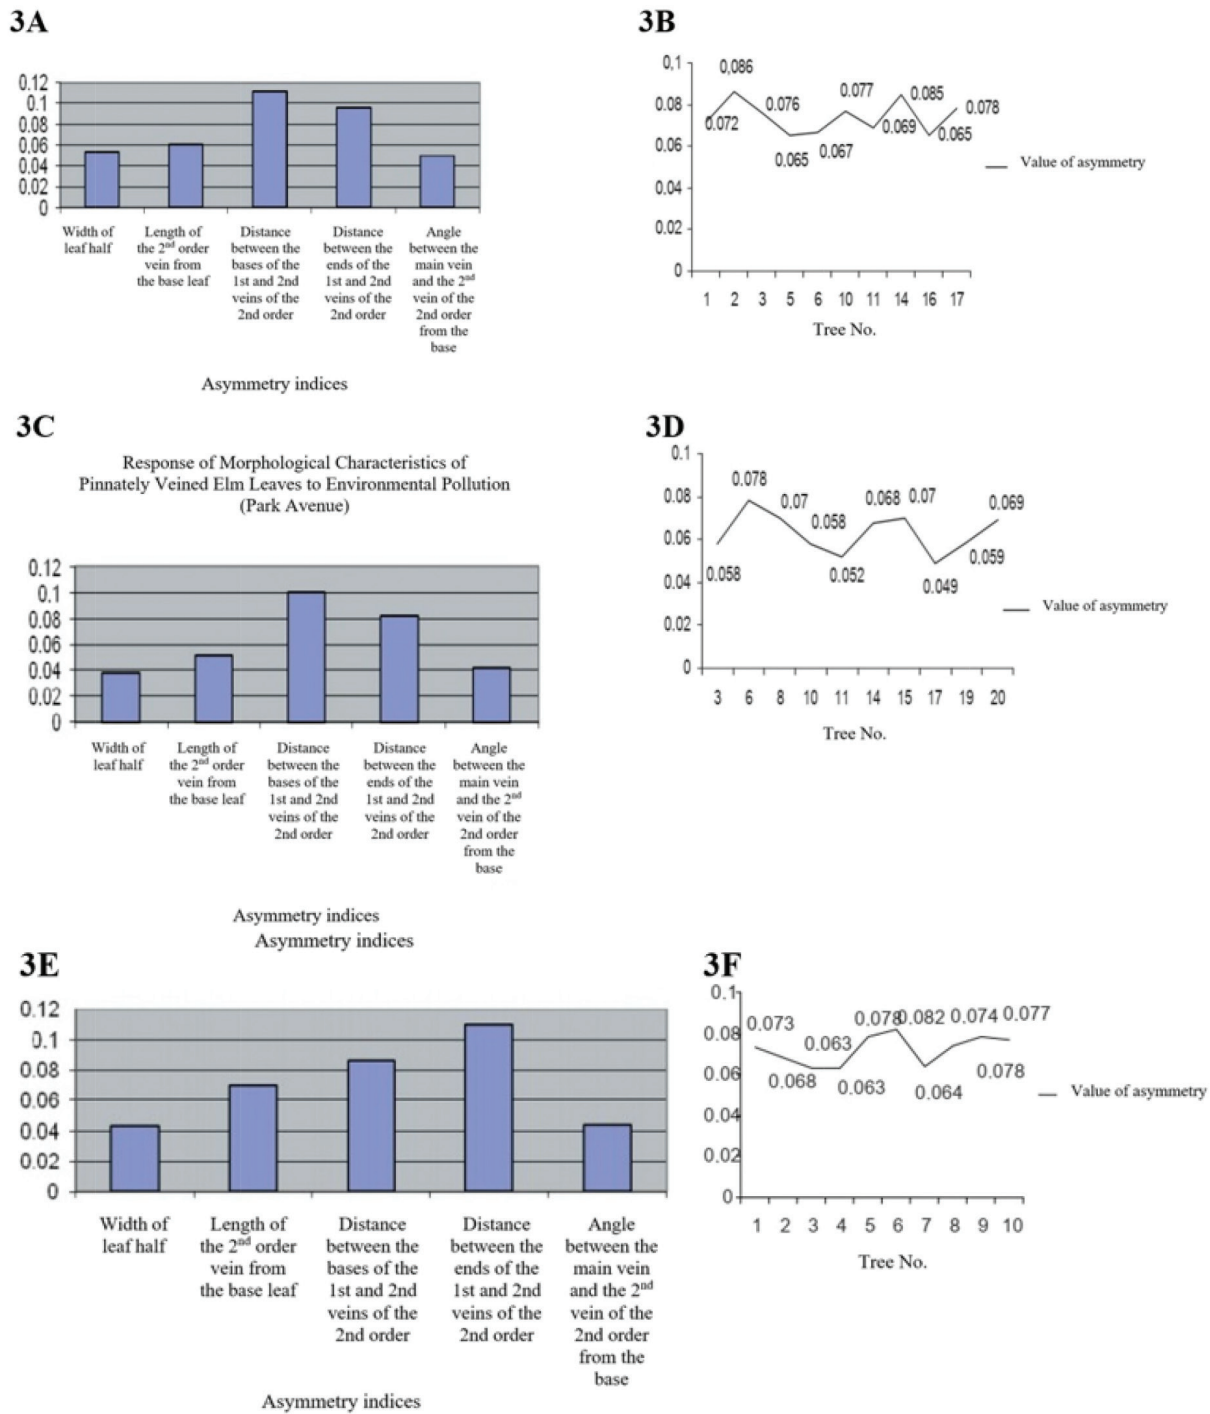 3A
0.12
0.1
0.08
0.06
0.04
0.02
0
Width of
leaf half
Length of
the 2nd order
vein from
the base leaf
Distance
between the
bases of the
1st and 2nd
veins of the
2nd order
Distance
between the
ends of the
1st and 2nd
veins of the
2nd order
Angle
between the
main vein
and the 2nd
vein of the
2nd order
from the
base
Asymmetry indices
3B
0,1
0.08
0.06
0.04
0.02
0
0.072
0,086
0.076
0.065
0.067
0.077
0.069
0.085
0.065
0.078
1 2 3 5 6 10 11 14 16 17
Tree No.
Value of asymmetry
3C
Response of Morphological Characteristics of
Pinnately Veined Elm Leaves to Environmental Pollution
(Park Avenue)
0.12
0.1
0.08
0.06
0.04
0.02
0
Width of
leaf half
Length of
the 2nd order
vein from
the base leaf
Distance
between the
bases of the
1st and 2nd
veins of the
2nd order
Distance
between the
ends of the
1st and 2nd
veins of the
2nd order
Angle
between the
main vein
and the 2nd
vein of the
2nd order
from the
base
Asymmetry indices
Asymmetry indices
3D
0.1
0.08
0.06
0.04
0.02
0
0.058
0.078
0.07
0.058
0.052
0.068
0.07
0.049
0.059
0.069
3 6 8 10 11 14 15 17 19 20
Tree No.
Value of asymmetry
3E
0.12
0.1
0.08
0.06
0.04
0.02
0
Width of
leaf half
Length of
the 2nd order
vein from
the base leaf
Distance
between the
bases of the
1st and 2nd
veins of the
2nd order
Distance
between the
ends of the
1st and 2nd
veins of the
2nd order
Angle
between the
main vein
and the 2nd
vein of the
2nd order
from the
base
Asymmetry indices
3F
0.1
0.08
0.06
0.04
0.02
0
0.073
0.068
0.063
0.063
0.078
0.082
0.064
0.074
0.078
0.077
1 2 3 4 5 6 7 8 9 10
Tree No.
Value of asymmetry